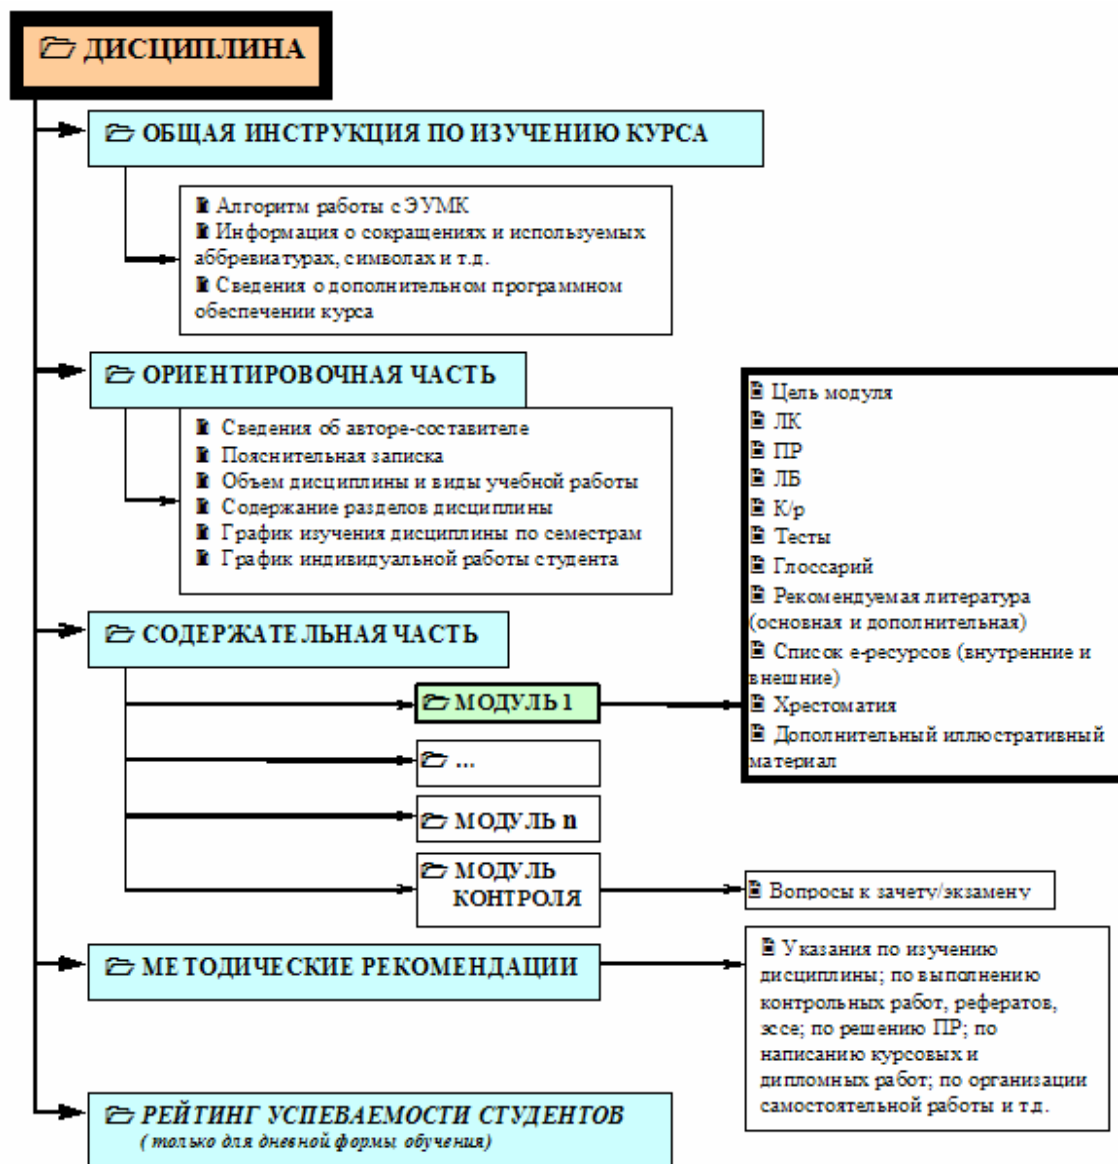 ДИСЦИПЛИНА
ОБЩАЯ ИНСТРУКЦИЯ ПО ИЗУЧЕНИЮ КУРСА
Алгоритм работы с ЭУМК
Информация о сокращениях и используемых
аббревиатурах, символах и т.д.
Сведения о дополнительном программном
обеспечении курса
ОРИЕНТИРОВОЧНАЯ ЧАСТЬ
Сведения об авторе-составителе
Пояснительная записка
Объем дисциплины и виды учебной работы
Содержание разделов дисциплины
График изучения дисциплины по семестрам
График индивидуальной работы студента
СОДЕРЖАТЕЛЬНАЯ ЧАСТЬ
МОДУЛЬ 1
...
МОДУЛЬ n
МОДУЛЬ
КОНТРОЛЯ
Цель модуля
ЛК
ПР
ЛБ
К/р
Тесты
Глоссарий
Рекомендуемая литература
(основная и дополнительная)
Список е-ресурсов (внутренние и
внешние)
Хрестоматия
Дополнительный иллюстративный
материал
Вопросы к зачету/экзамену
МЕТОДИЧЕСКИЕ РЕКОМЕНДАЦИИ
Указания по изучению
дисциплины; по выполнению
контрольных работ, рефератов,
эссе; по решению ПР; по
написанию курсовых и
дипломных работ; по организации
самостоятельной работы и т.д.
РЕЙТИНГ УСПЕВАЕМОСТИ СТУДЕНТОВ
( только для дневной формы обучения)